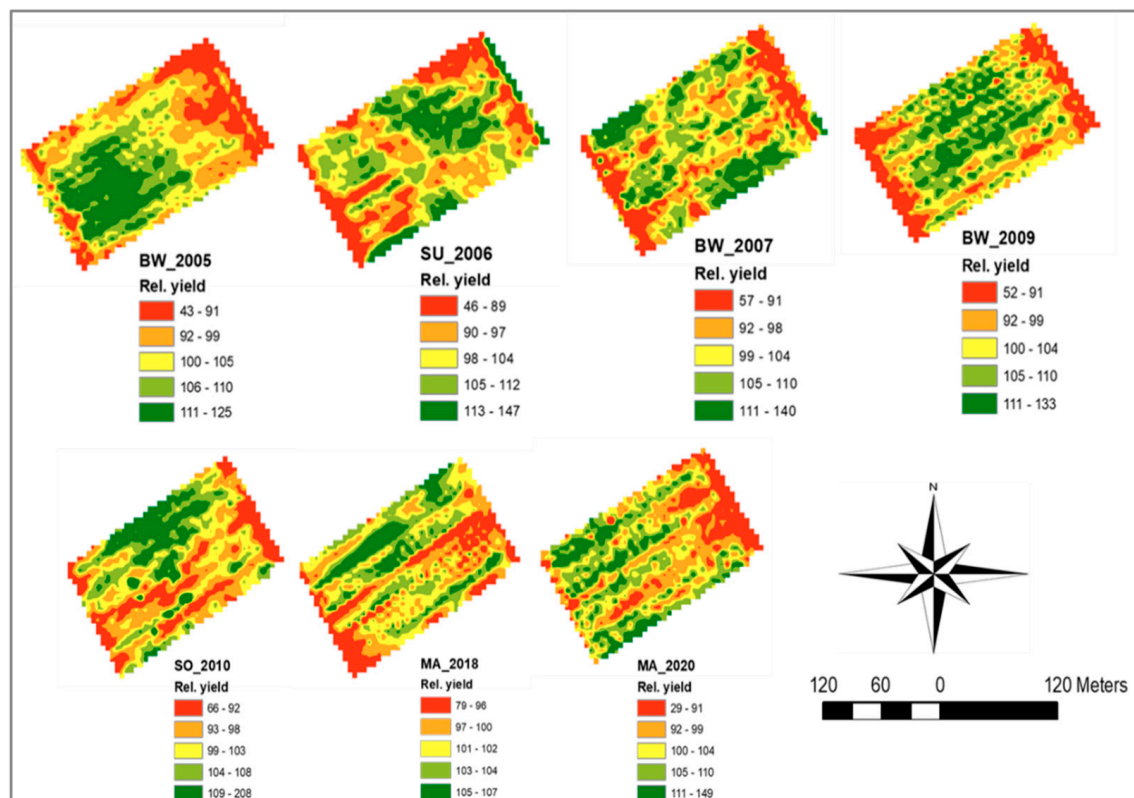 BW_2005
Rel. yield
43 - 91
92 - 99
100 - 105
106 - 110
111 - 125
SU_2006
Rel. yield
46 - 89
90 - 97
98 - 104
105 - 112
113 - 147
BW_2007
Rel. yield
57 - 91
92 - 98
99 - 104
105 - 110
111 - 140
BW_2009
Rel. yield
52 - 91
92 - 99
100 - 104
105 - 110
111 - 133
SO_2010
Rel. yield
66 - 92
93 - 98
99 - 103
104 - 108
109 - 208
MA_2018
Rel. yield
79 - 96
97 - 100
101 - 102
103 - 104
105 - 107
MA_2020
Rel. yield
29 - 91
92 - 99
100 - 104
105 - 110
111 - 149
N
120 60 0 120 Meters